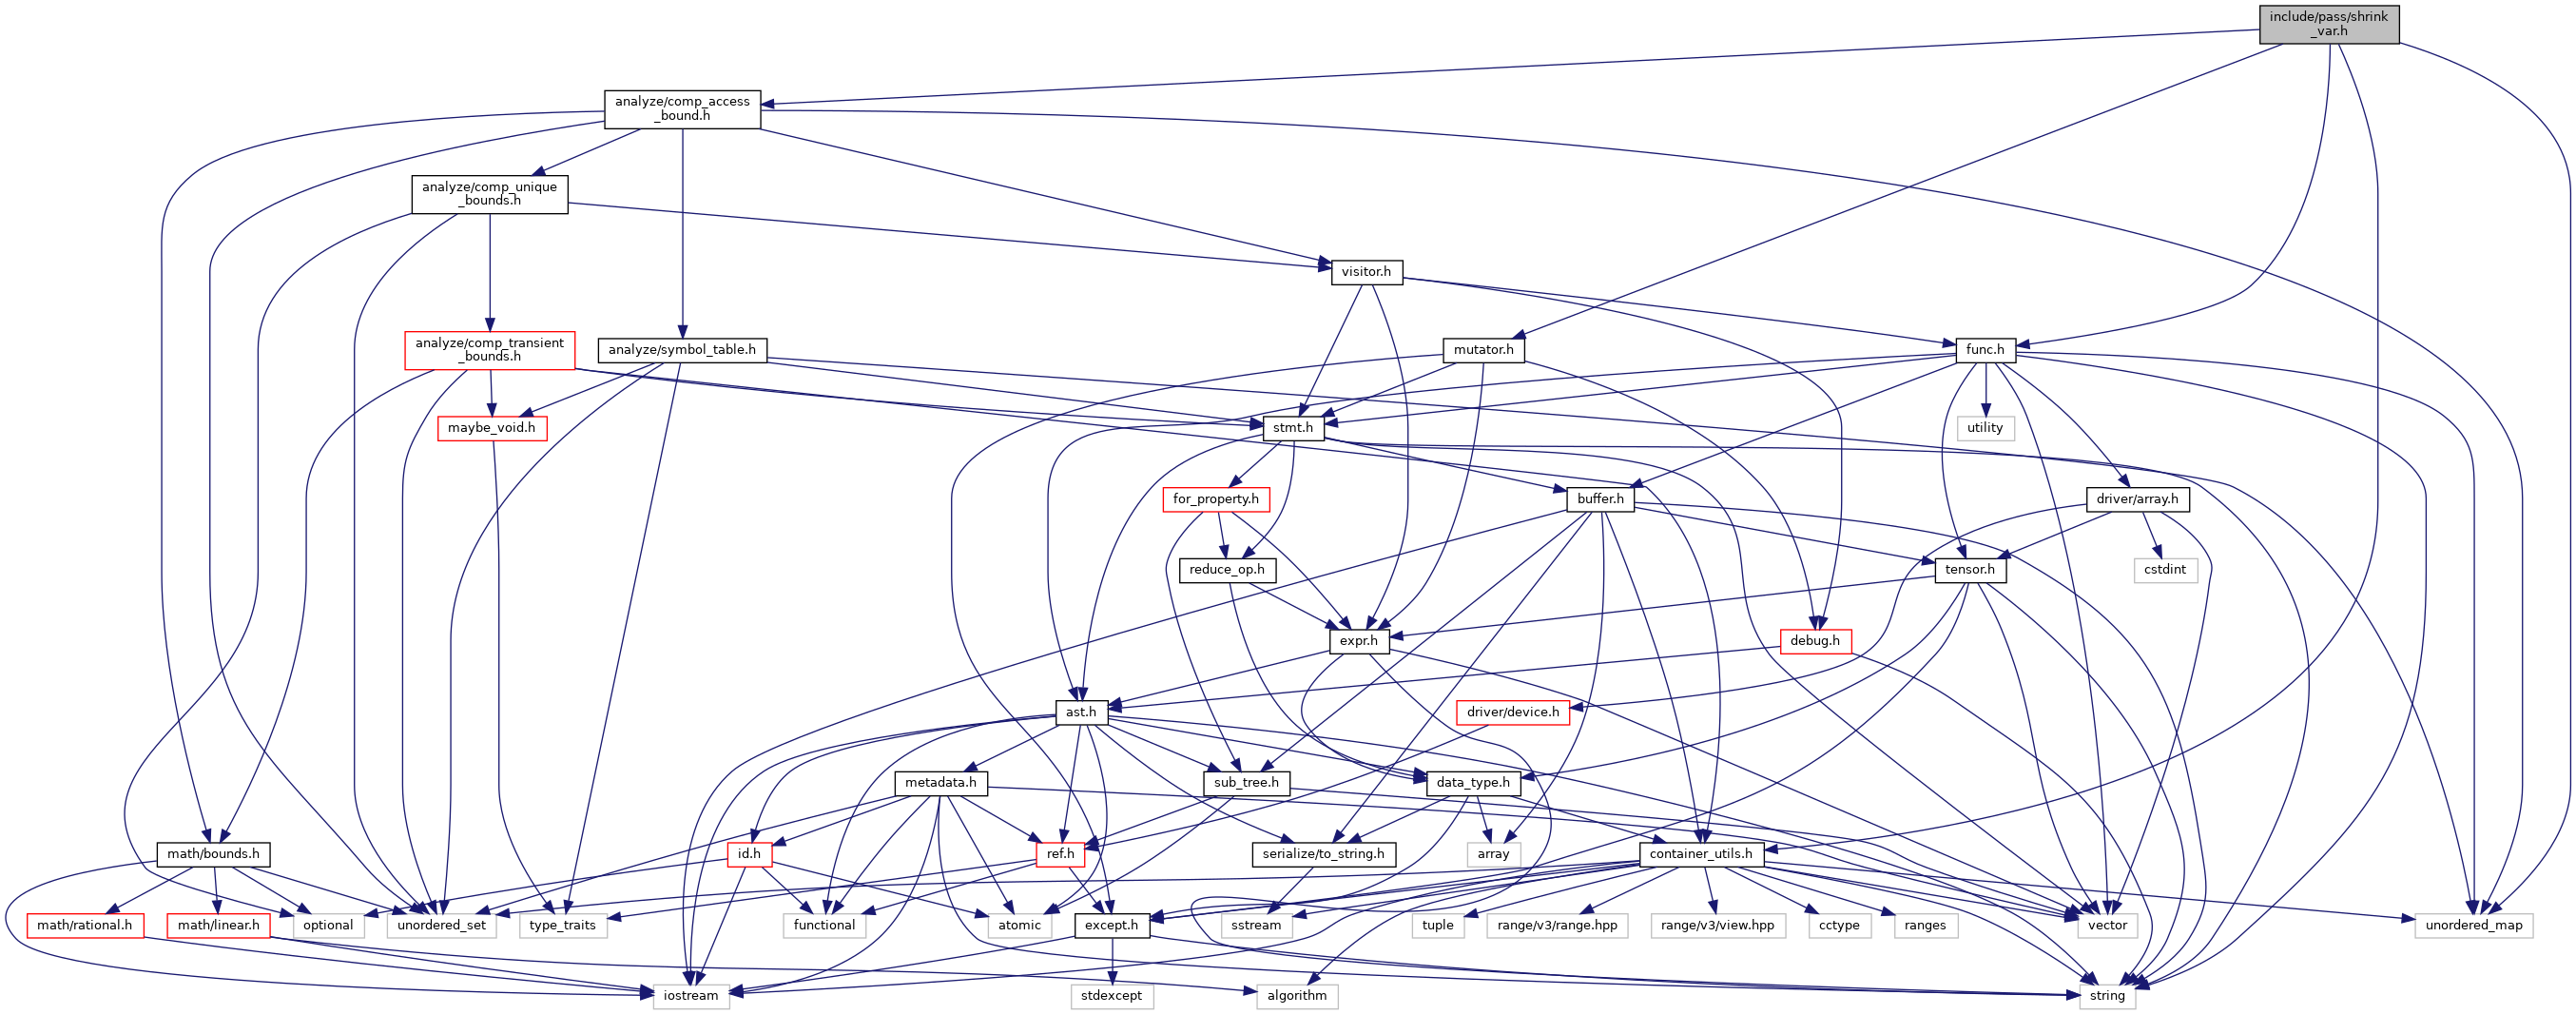 include/pass/shrink
_var.h
analyze/comp_access
_bound.h
analyze/comp_unique
_bounds.h
visitor.h
analyze/comp_transient
_bounds.h
analyze/symbol_table.h
mutator.h
func.h
maybe_void.h
stmt.h
utility
for_property.h
buffer.h
driver/array.h
reduce_op.h
tensor.h
cstdint
expr.h
debug.h
ast.h
driver/device.h
metadata.h
sub_tree.h
data_type.h
math/bounds.h
id.h
ref.h
serialize/to_string.h
array
container_utils.h
math/rational.h
math/linear.h
optional
unordered_set
type_traits
functional
atomic
except.h
sstream
tuple
range/v3/range.hpp
range/v3/view.hpp
cctype
ranges
vector
unordered_map
iostream
stdexcept
algorithm
string